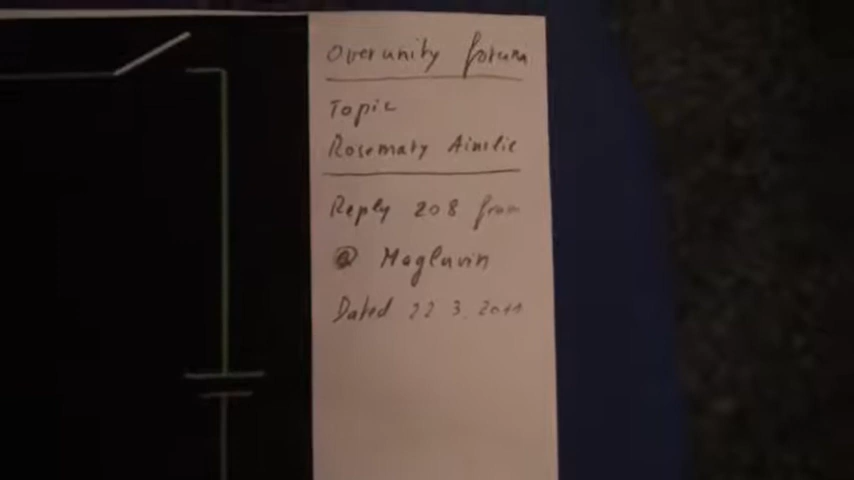 Overunity forum
Topic
Rosemary Ainslie
Reply 208 from
@ Magluvin
Dated 22 3. 2011